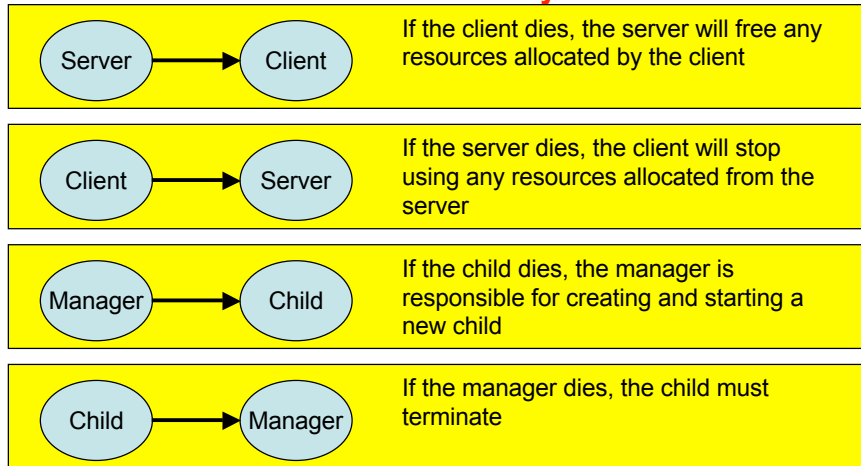 Server
Client
If the client dies, the server will free any
resources allocated by the client
Client
Server
If the server dies, the client will stop
using any resources allocated from the
server
Manager
Child
If the child dies, the manager is
responsible for creating and starting a
new child
Child
Manager
If the manager dies, the child must
terminate